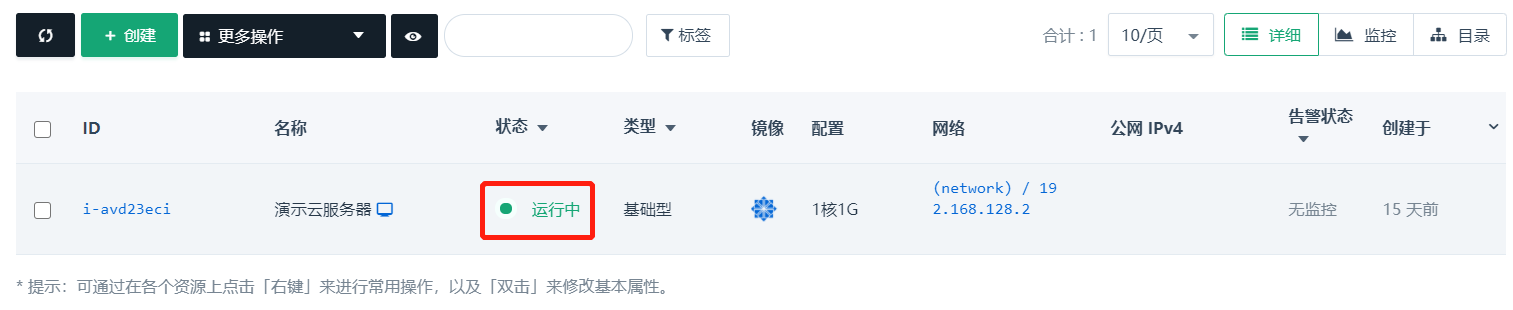 创建 更多操作 标签 合计 : 1 10/页 详细 监控 目录
ID 名称 状态 类型 镜像 配置 网络 公网 IPv4 告警状态 创建于
i-avd23eci 演示云服务器 运行中 基础型 1核1G (network) / 19 无监控 15 天前
2.168.128.2
* 提示：可通过在各个资源上点击「右键」来进行常用操作，以及「双击」来修改基本属性。